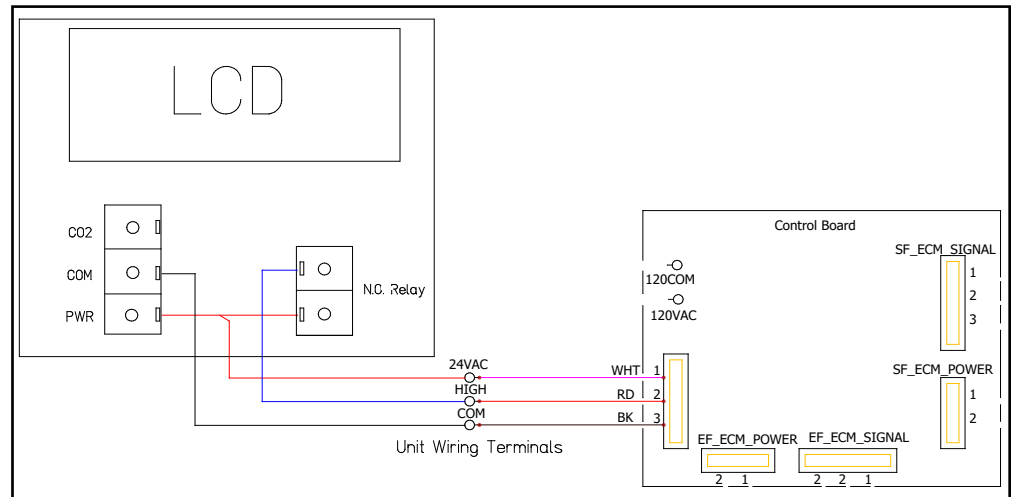 LCD
CO2
COM
PWR
N.C. Relay
24VAC
HIGH
COM
Unit Wiring Terminals
WHT 1
RD 2
BK 3
Control Board
120COM
120VAC
SF_ECM_SIGNAL
1
2
3
SF_ECM_POWER
1
2
EF_ECM_POWER
2 1
EF_ECM_SIGNAL
2 2 1